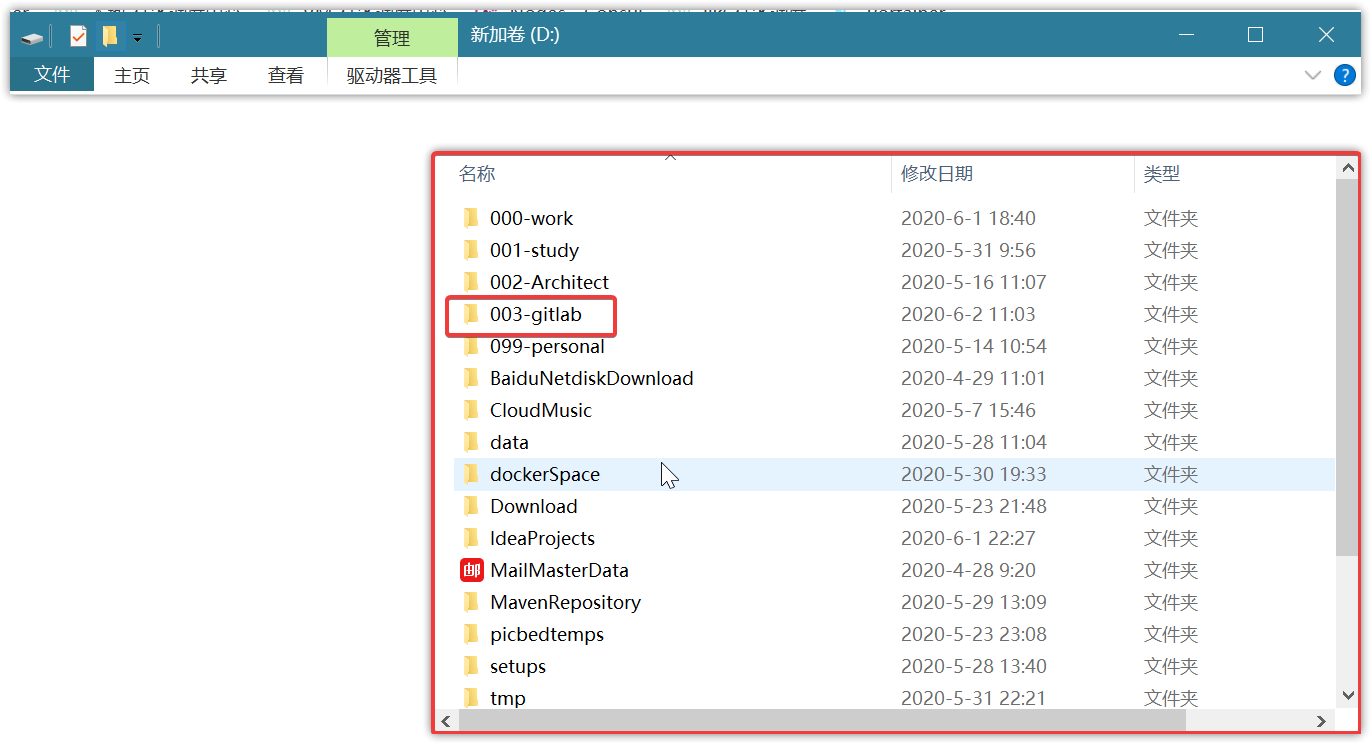 管理
新加卷 (D:)
文件
主页
共享
查看
驱动器工具
名称 修改日期 类型
000-work 2020-6-1 18:40 文件夹
001-study 2020-5-31 9:56 文件夹
002-Architect 2020-5-16 11:07 文件夹
003-gitlab 2020-6-2 11:03 文件夹
099-personal 2020-5-14 10:54 文件夹
BaiduNetdiskDownload 2020-4-29 11:01 文件夹
CloudMusic 2020-5-7 15:46 文件夹
data 2020-5-28 11:04 文件夹
dockerSpace 2020-5-30 19:33 文件夹
Download 2020-5-23 21:48 文件夹
IdeaProjects 2020-6-1 22:27 文件夹
邮 MailMasterData 2020-4-28 9:20 文件夹
MavenRepository 2020-5-29 13:09 文件夹
picbedtemps 2020-5-23 23:08 文件夹
setups 2020-5-28 13:40 文件夹
tmp 2020-5-31 22:21 文件夹